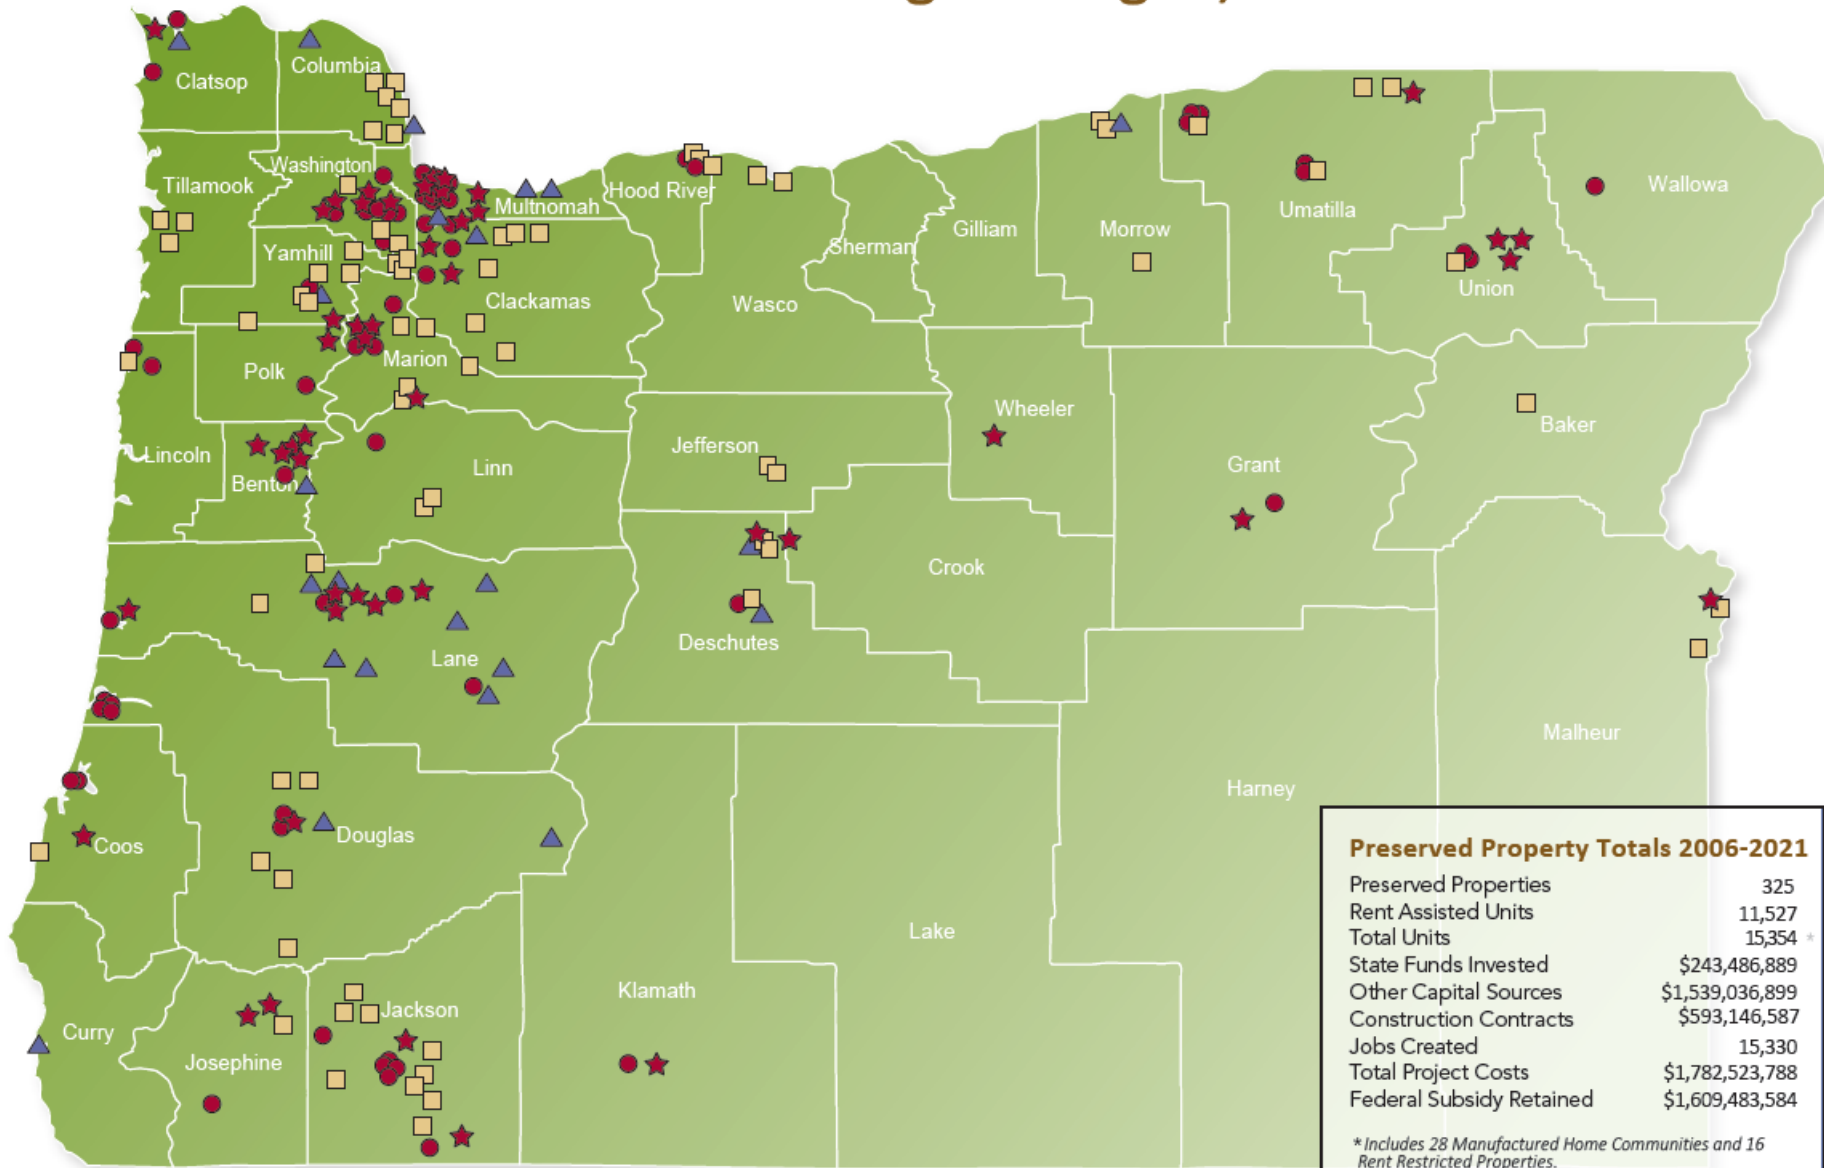 Clatsop
Columbia
Washington
Tillamook
Hood River
Multnomah
Wallowa
Umatilla
Gilliam
Morrow
Sherman
Yamhill
Union
Clackamas
Wasco
Marion
Polk
Wheeler
Baker
Jefferson
Lincoln
Linn
Grant
Benton
Crook
Deschutes
Lane
Malheur
Harney
Douglas
Coos
Lake
Klamath
Jackson
Curry
Josephine
Preserved Property Totals 2006-2021
Preserved Properties 325
Rent Assisted Units 11,527
Total Units 15,354 *
State Funds Invested $243,486,889
Other Capital Sources $1,539,036,899
Construction Contracts $593,146,587
Jobs Created 15,330
Total Project Costs $1,782,523,788
Federal Subsidy Retained $1,609,483,584
*Includes 28 Manufactured Home Communities and 16
Rent Restricted Properties.